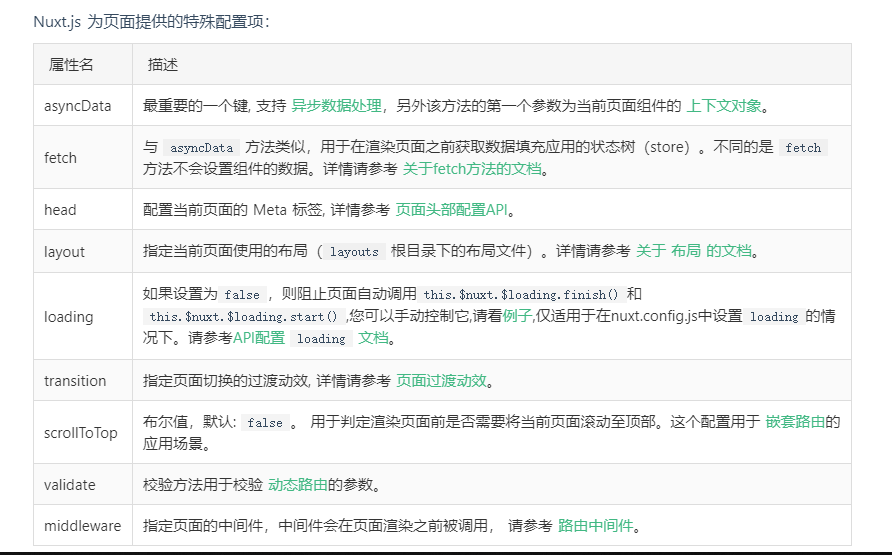 Nuxt.js 为页面提供的特殊配置项：
属性名 描述
asyncData 最重要的一个键, 支持 异步数据处理，另外该方法的第一个参数为当前页面组件的 上下文对象。
fetch 与 asyncData 方法类似，用于在渲染页面之前获取数据填充应用的状态树（store）。不同的是 fetch
方法不会设置组件的数据。详情请参考 关于fetch方法的文档。
head 配置当前页面的 Meta 标签, 详情参考 页面头部配置API。
layout 指定当前页面使用的布局（layouts 根目录下的布局文件）。详情请参考 关于 布局 的文档。
loading 如果设置为false，则阻止页面自动调用 this.$nuxt.$loading.finish() 和
this.$nuxt.$loading.start() ,您可以手动控制它,请看例子,仅适用于在nuxt.config.js中设置 loading 的情
况下。请参考API配置 loading 文档。
transition 指定页面切换的过渡动效, 详情请参考 页面过渡动效。
scrollToTop 布尔值，默认: false 。 用于判定渲染页面前是否需要将当前页面滚动至顶部。这个配置用于 嵌套路由的
应用场景。
validate 校验方法用于校验 动态路由的参数。
middleware 指定页面的中间件，中间件会在页面渲染之前被调用， 请参考 路由中间件。